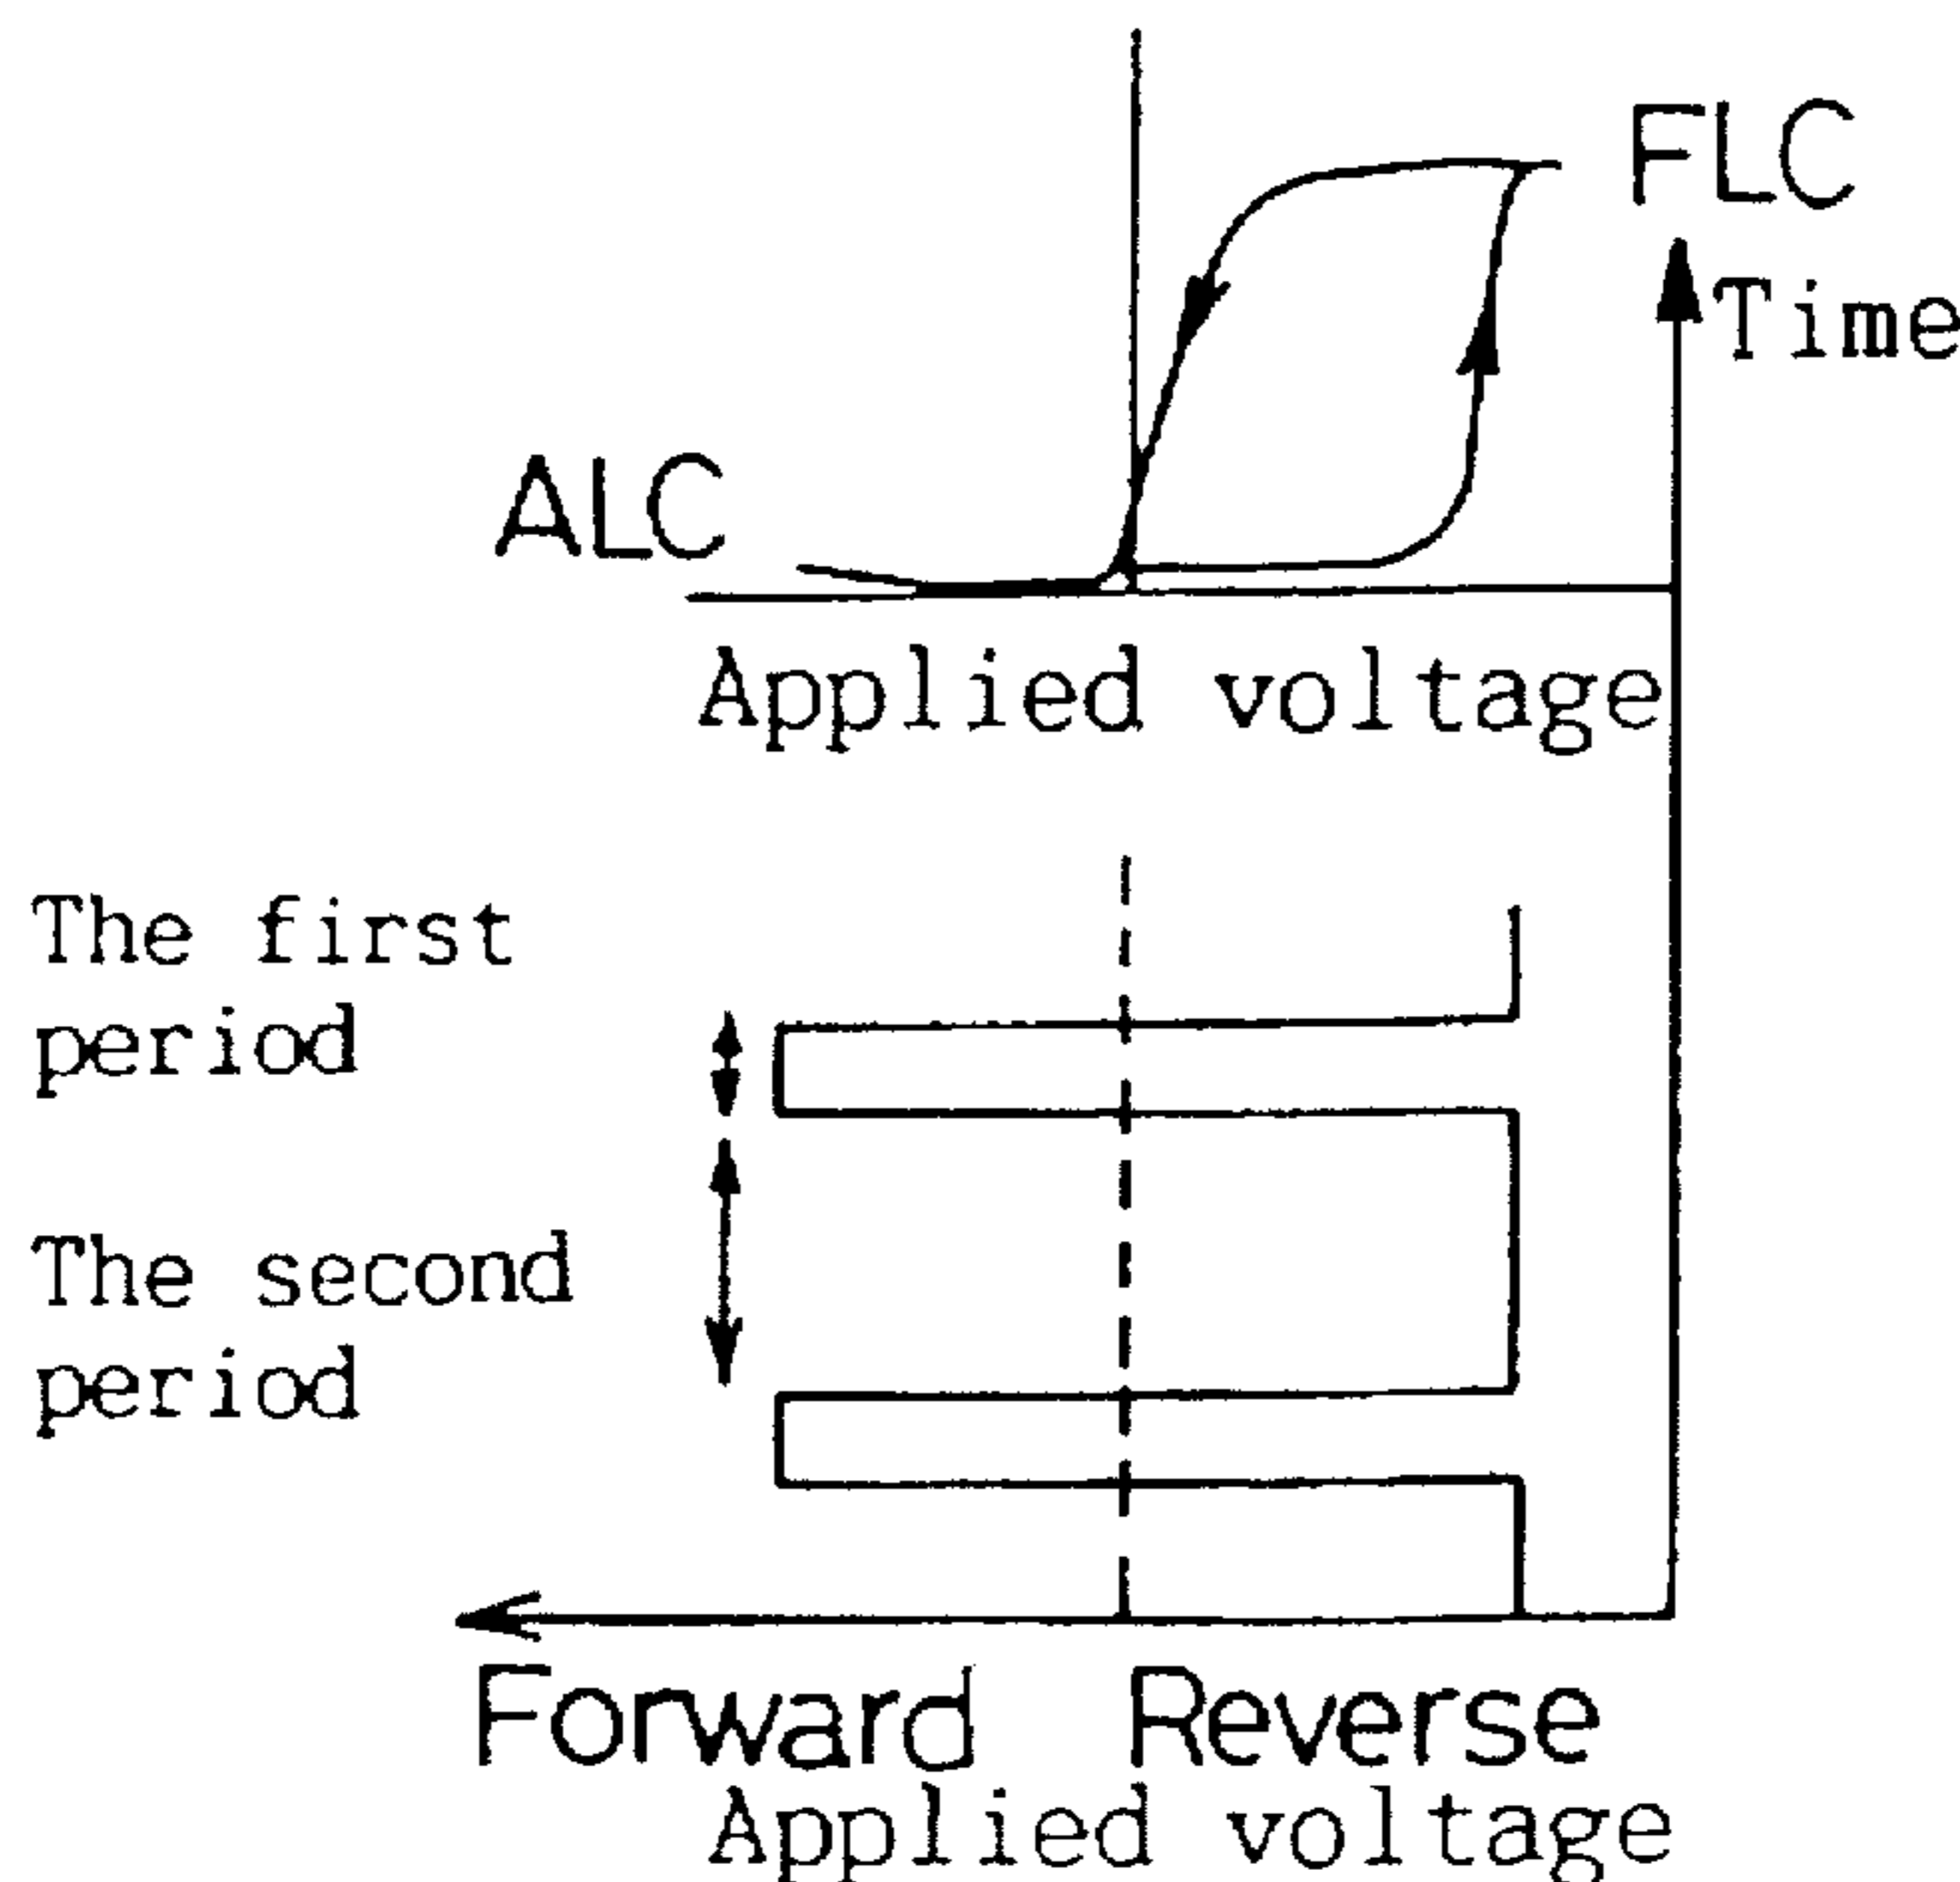 FLC
Time
ALC
Applied voltage
The first
period
The second
period
Forward Reverse
Applied voltage